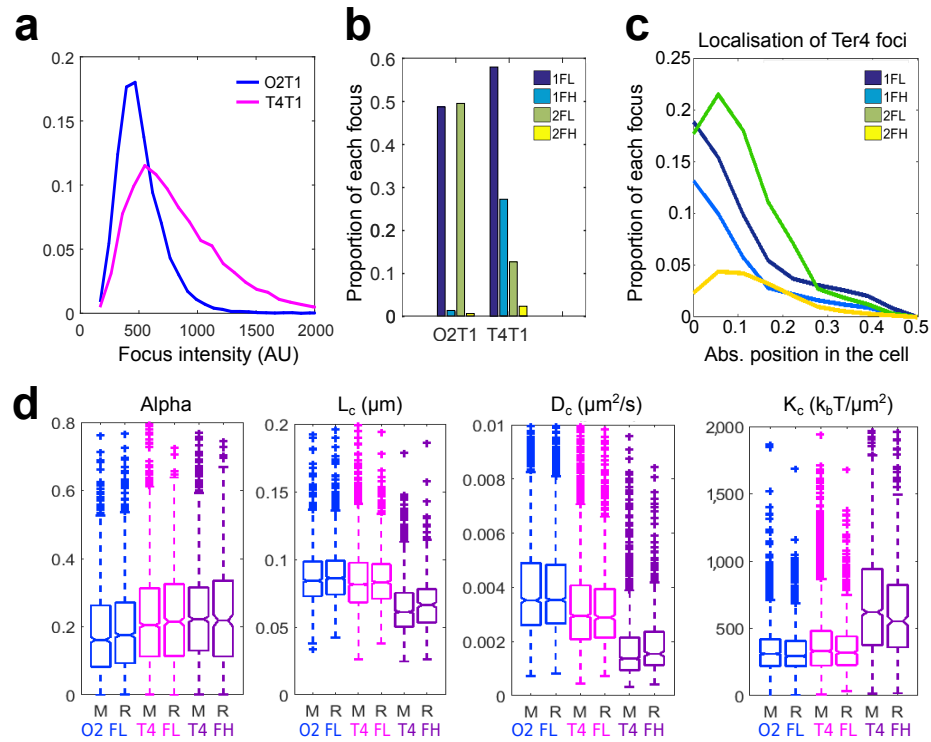 a
0.2
0.15
0.1
0.05
0
0 500 1000 1500 2000
Focus intensity (AU)
O2T1
T4T1
b
Proportion of each focus
0.6
0.5
0.4
0.3
0.2
0.1
0
O2T1 T4T1
1FL
1FH
2FL
2FH
c
Localisation of Ter4 foci
Proportion of each focus
0.25
0.2
0.15
0.1
0.05
0
0 0.1 0.2 0.3 0.4 0.5
Abs. position in the cell
1FL
1FH
2FL
2FH
d
Alpha
0.8
0.6
0.4
0.2
0
M R M R M R
O2 FL T4 FL T4 FH
Lc (µm)
0.2
0.15
0.1
0.05
0
M R M R M R
O2 FL T4 FL T4 FH
Dc (µm²/s)
0.01
0.008
0.006
0.004
0.002
0
M R M R M R
O2 FL T4 FL T4 FH
Kc (kbT/µm²)
2000
1500
1000
500
0
M R M R M R
O2 FL T4 FL T4 FH